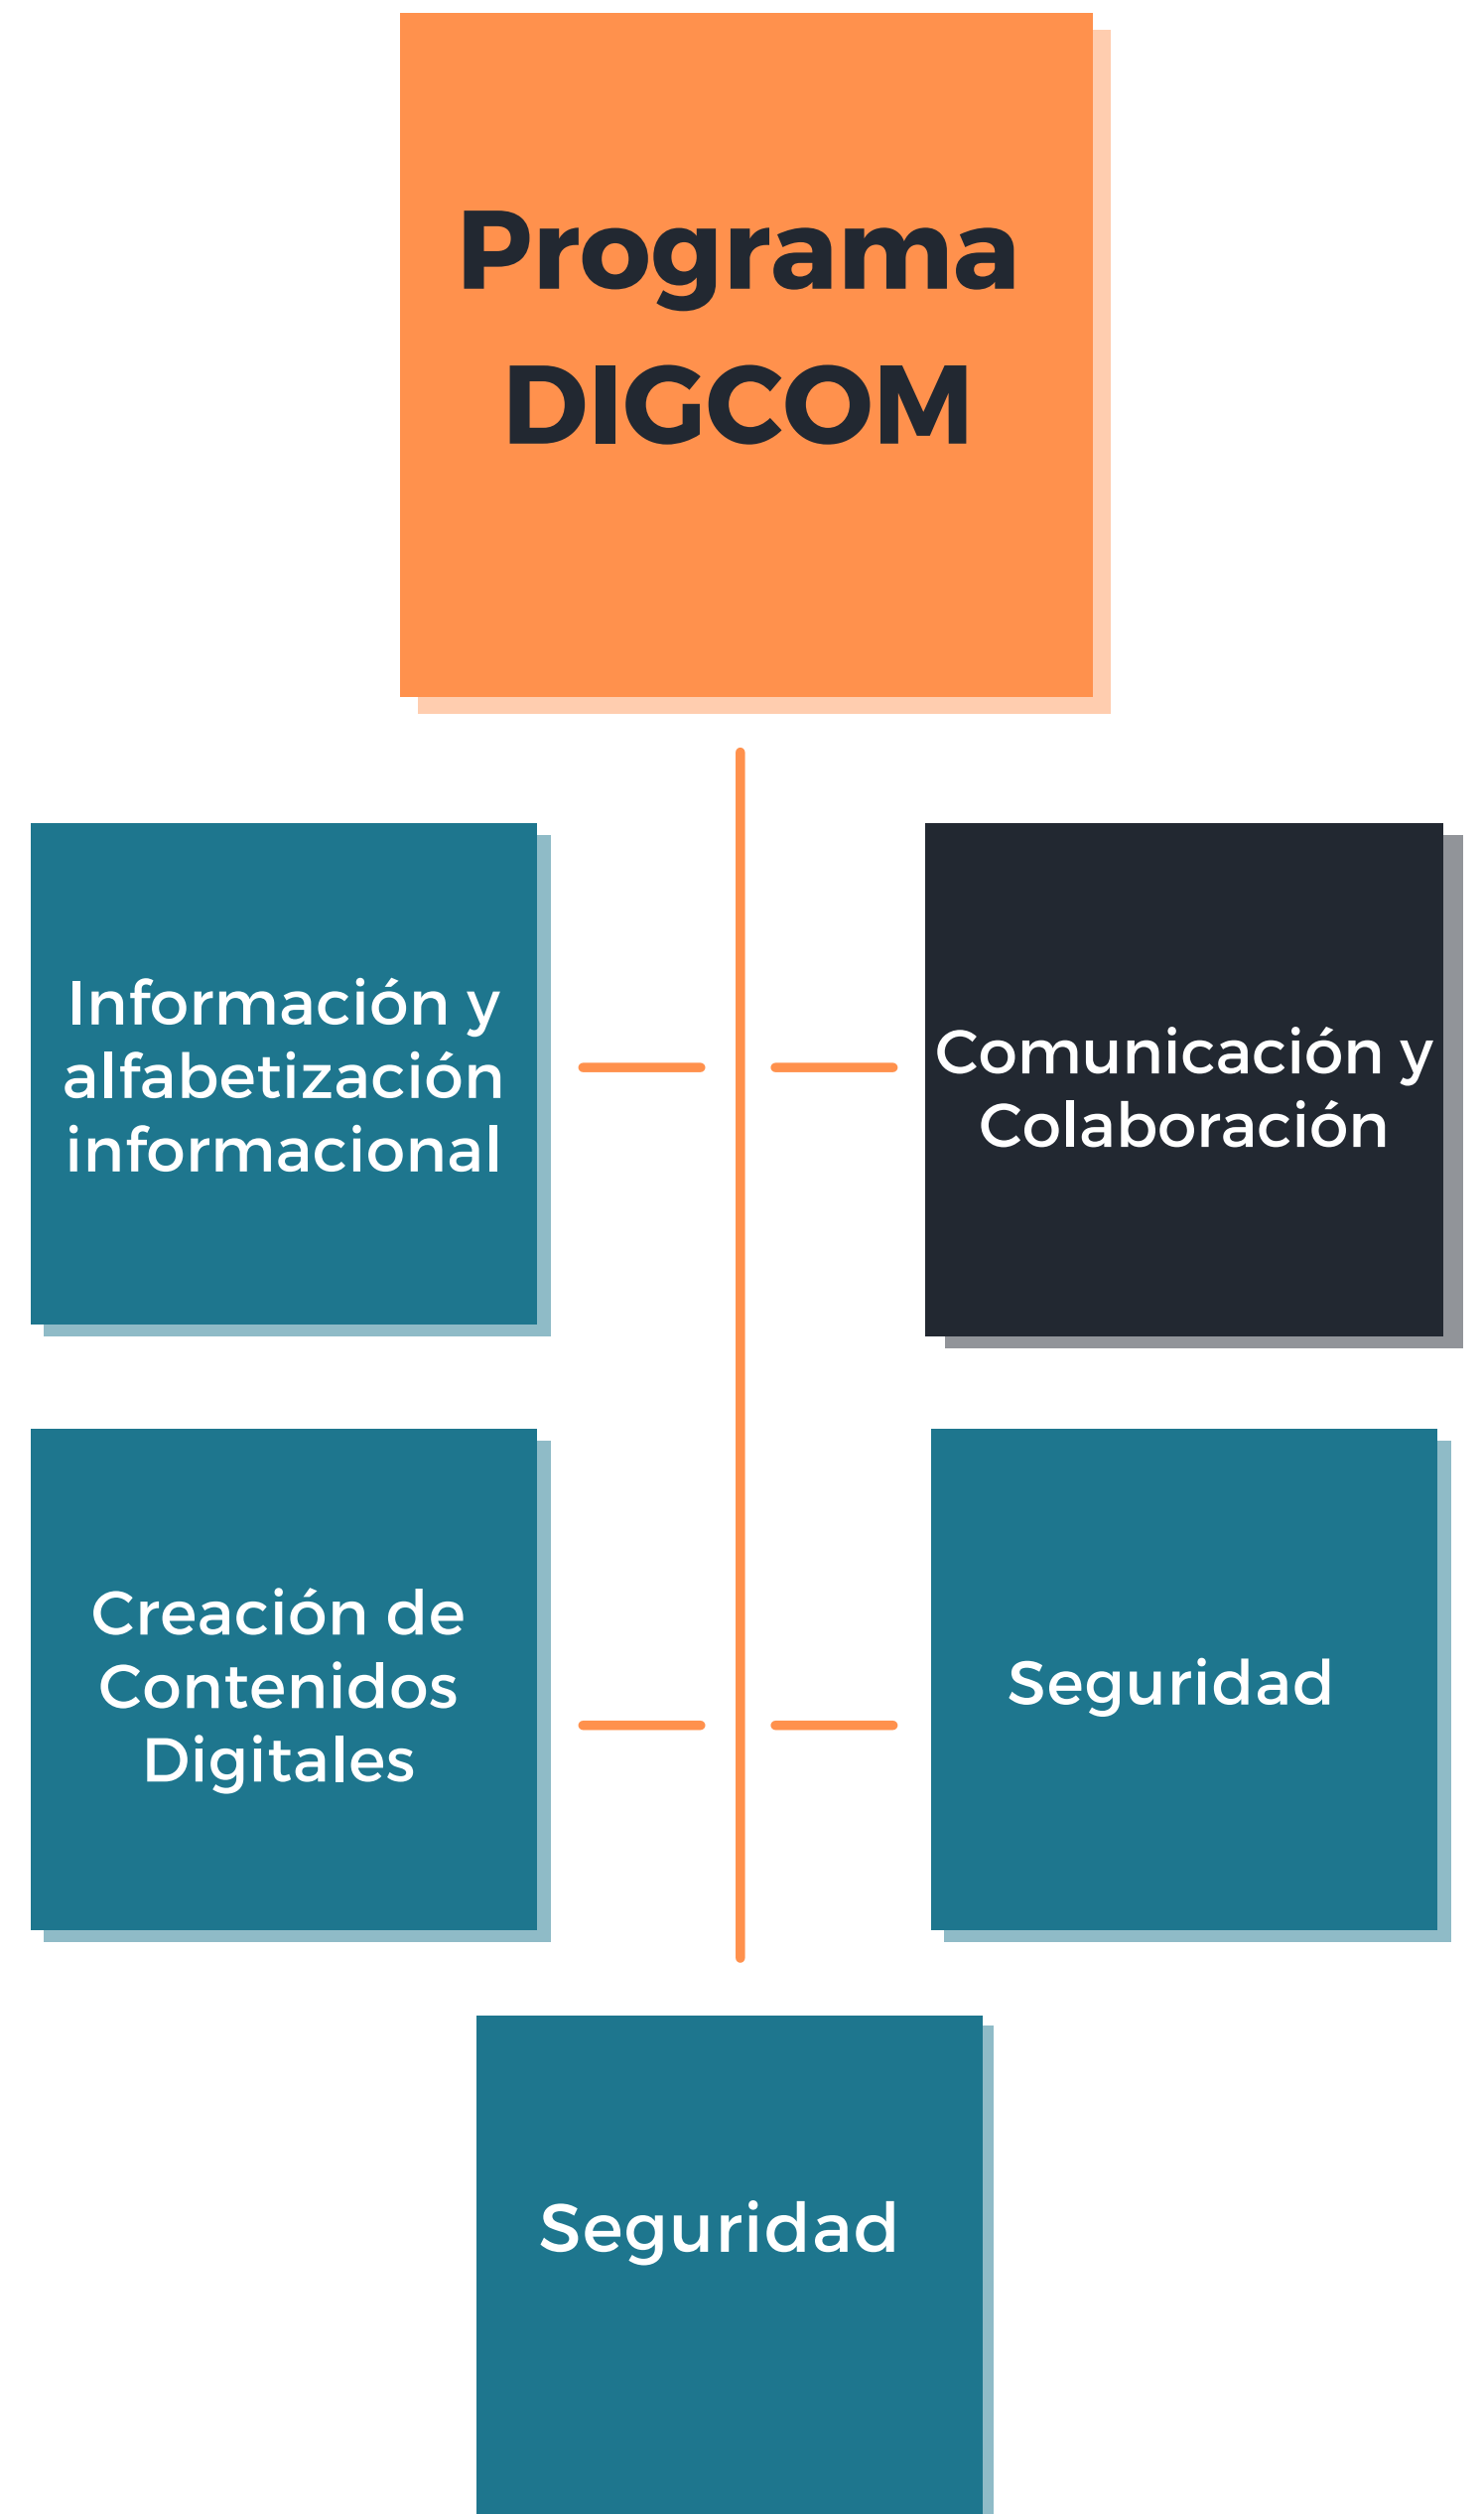 Programa
DIGCOM
Información y
alfabetización
informacional
Comunicación y
Colaboración
Creación de
Contenidos
Digitales
Seguridad
Seguridad